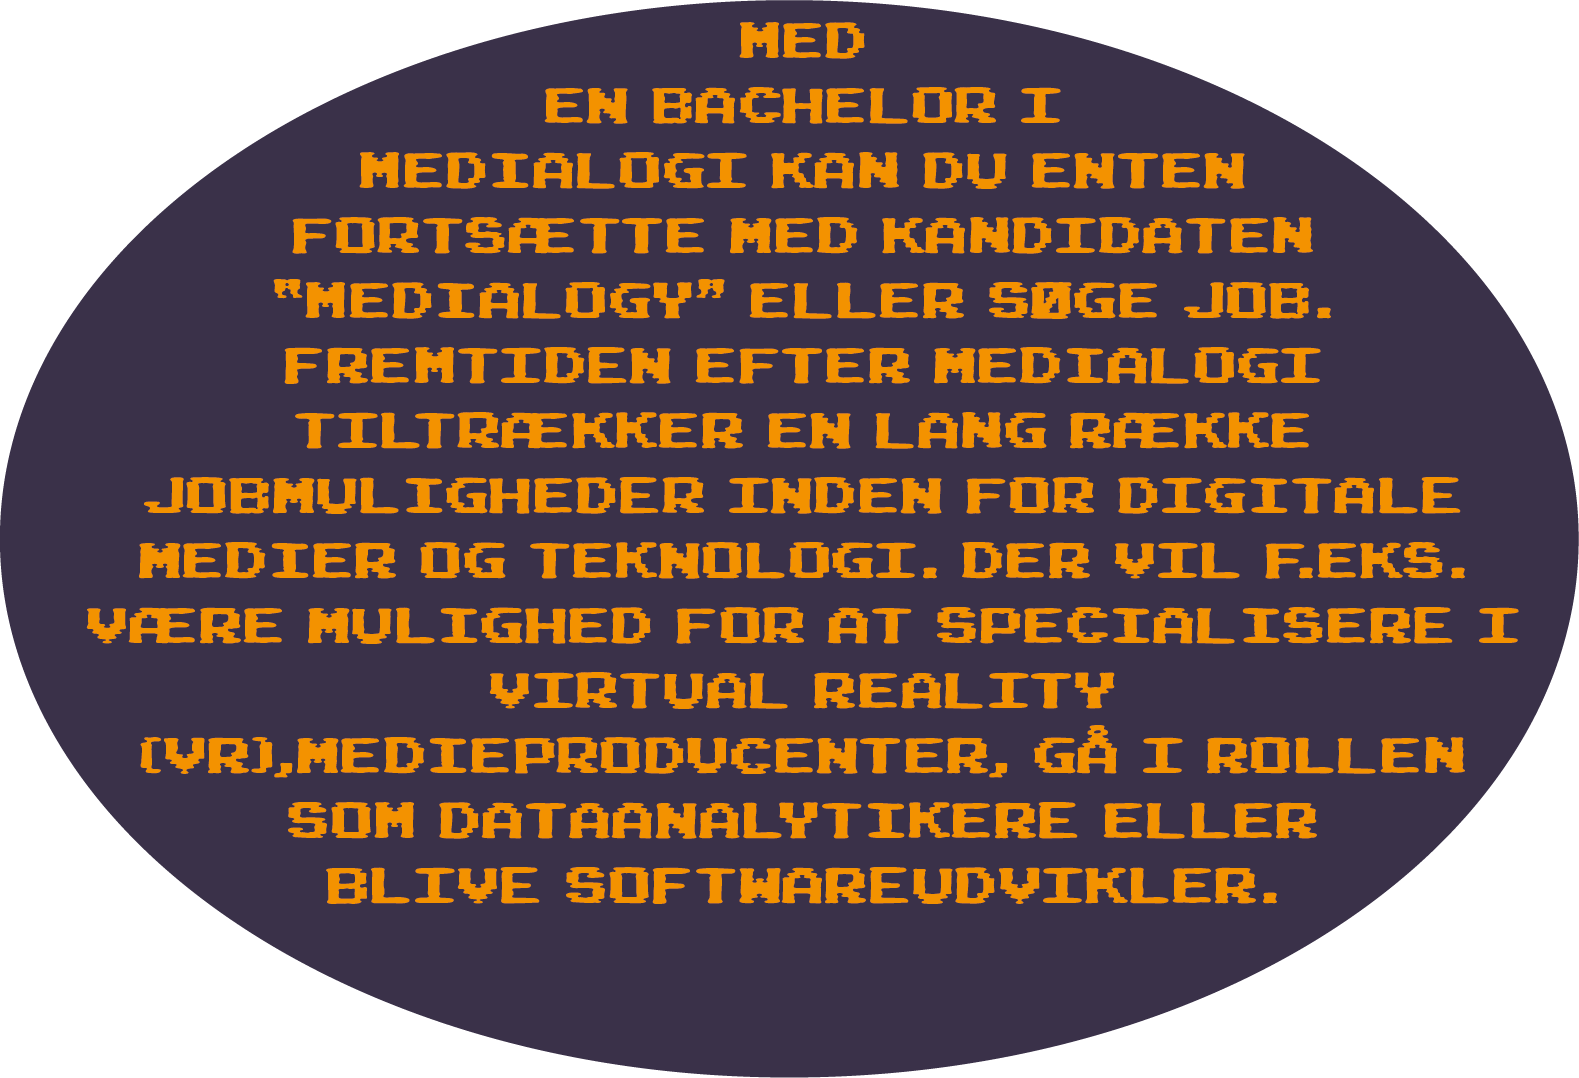 MED
EN BACHELOR I
MEDIALOGI KAN DU ENTEN
FORTSÆTTE MED KANDIDATEN
"MEDIALOGY" ELLER SØGE JOB.
FREMTIDEN EFTER MEDIALOGI
TILTRÆKKER EN LANG RÆKKE
JOBMULIGHEDER INDEN FOR DIGITALE
MEDIER OG TEKNOLOGI. DER VIL F.EKS.
VÆRE MULIGHED FOR AT SPECIALISERE I
VIRTUAL REALITY
(VR),MEDIEPRODUCENTER, GÅ I ROLLEN
SOM DATAANALYTIKERE ELLER
BLIVE SOFTWAREUDVIKLER.